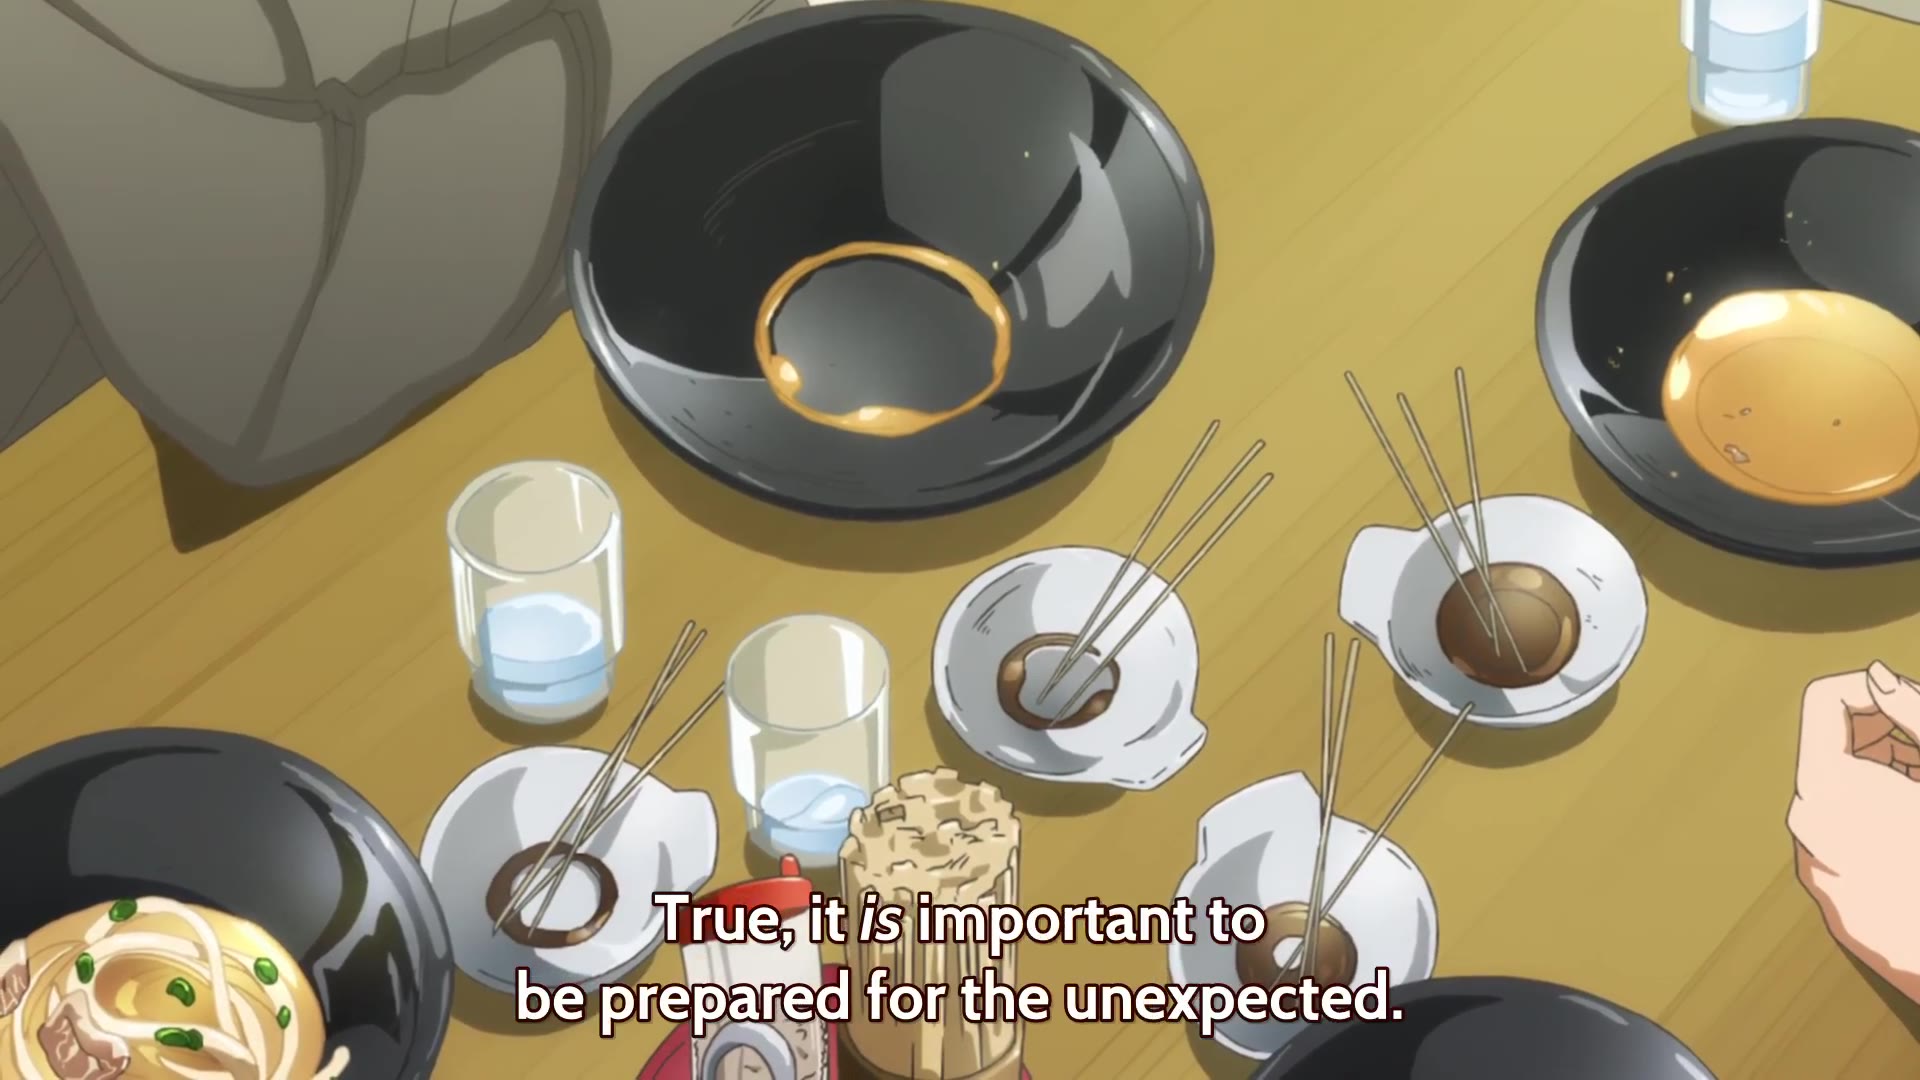 True, it is important to
be prepared for the unexpected.